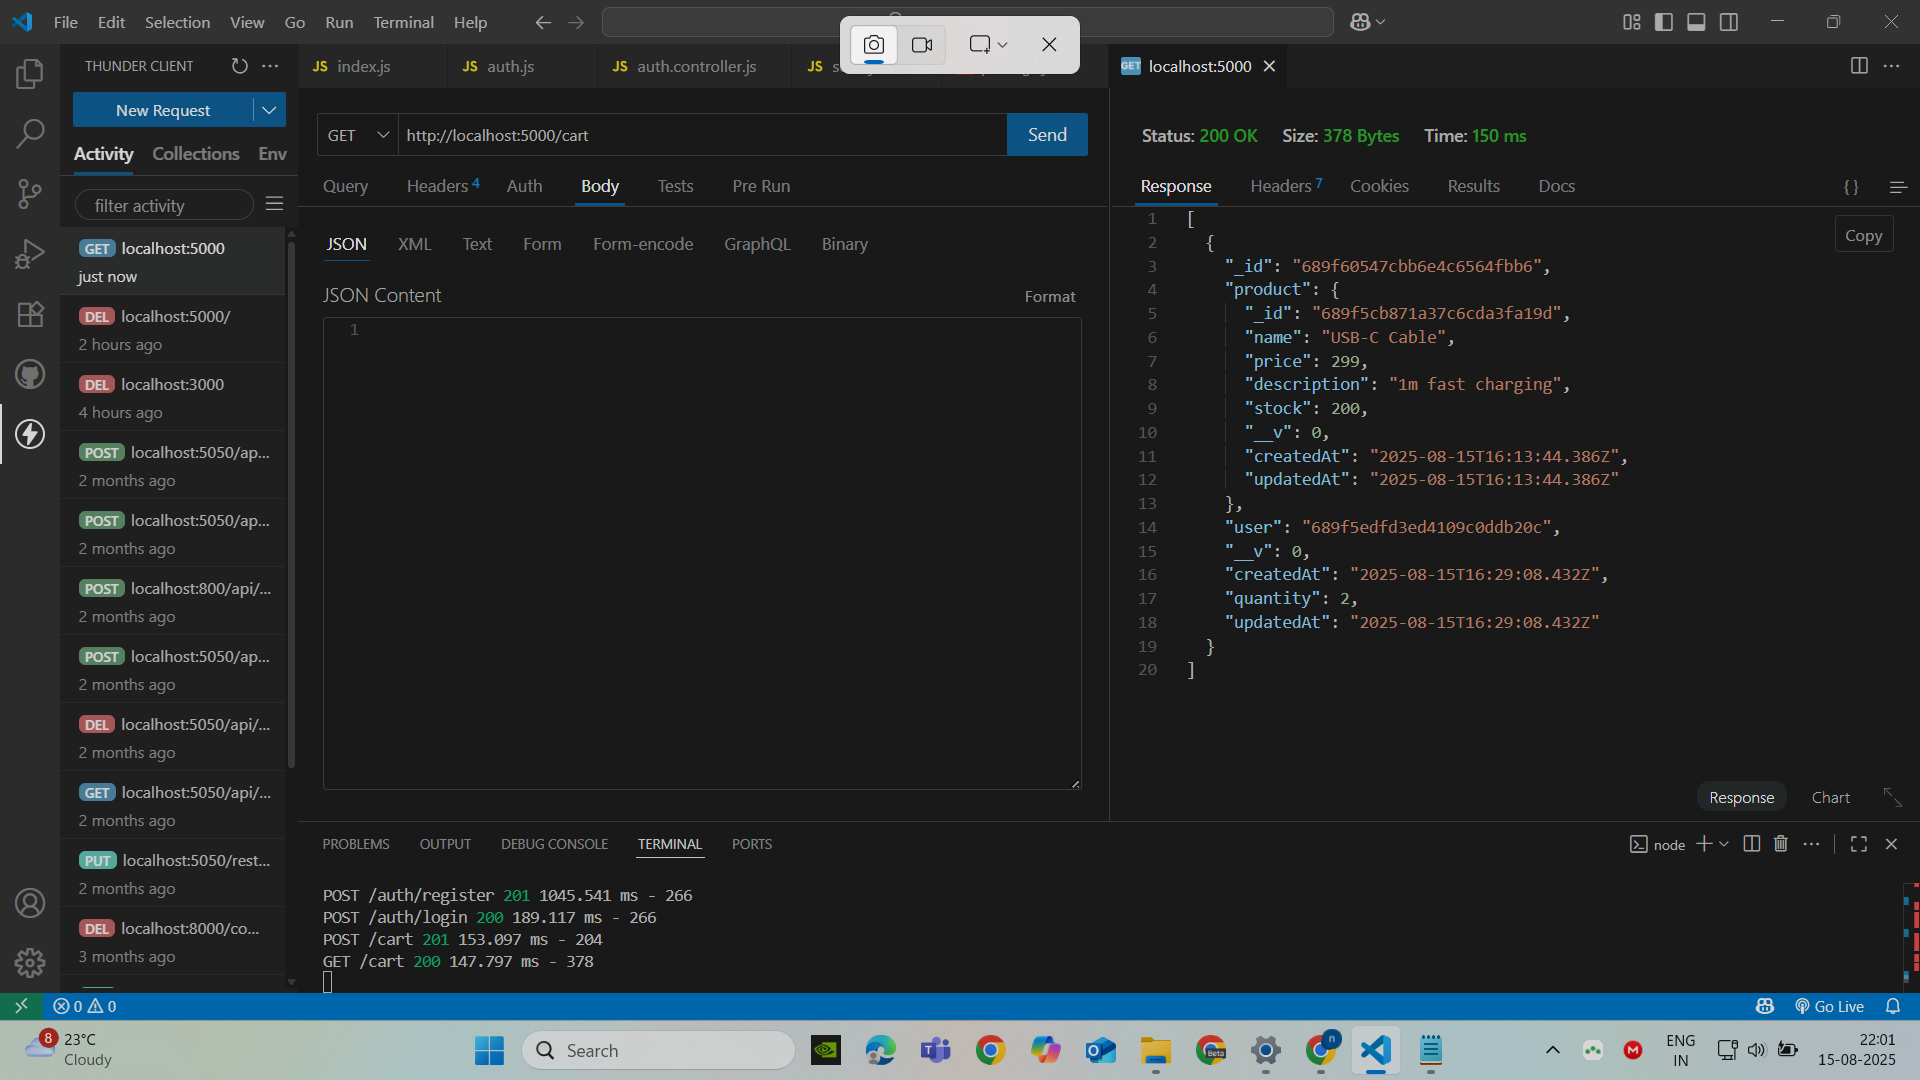 File Edit Selection View Go Run Terminal Help
THUNDER CLIENT
New Request
Activity Collections Env
filter activity
GET localhost:5000
just now
DEL localhost:5000/
2 hours ago
DEL localhost:3000
4 hours ago
POST localhost:5050/ap...
2 months ago
POST localhost:5050/ap...
2 months ago
POST localhost:800/api/...
2 months ago
POST localhost:5050/ap...
2 months ago
DEL localhost:5050/api/...
2 months ago
GET localhost:5050/api/...
2 months ago
PUT localhost:5050/rest...
2 months ago
DEL localhost:8000/co...
3 months ago
JS index.js JS auth.js JS auth.controller.js JS
GET localhost:5000
GET http://localhost:5000/cart Send
Query Headers 4 Auth Body Tests Pre Run
JSON XML Text Form Form-encode GraphQL Binary
JSON Content Format
1
Status: 200 OK Size: 378 Bytes Time: 150 ms
Response Headers 7 Cookies Results Docs { }
Copy
1 [
2 {
3 "_id": "689f60547cbb6e4c6564fbb6",
4 "product": {
5 "_id": "689f5cb871a37c6cda3fa19d",
6 "name": "USB-C Cable",
7 "price": 299,
8 "description": "1m fast charging",
9 "stock": 200,
10 "__v": 0,
11 "createdAt": "2025-08-15T16:13:44.386Z",
12 "updatedAt": "2025-08-15T16:13:44.386Z"
13 },
14 "user": "689f5edfd3ed4109c0ddb20c",
15 "__v": 0,
16 "createdAt": "2025-08-15T16:29:08.432Z",
17 "quantity": 2,
18 "updatedAt": "2025-08-15T16:29:08.432Z"
19 }
20 ]
Response Chart
PROBLEMS OUTPUT DEBUG CONSOLE TERMINAL PORTS
node
POST /auth/register 201 1045.541 ms - 266
POST /auth/login 200 189.117 ms - 266
POST /cart 201 153.097 ms - 204
GET /cart 200 147.797 ms - 378
0 0
Go Live
8
23°C
Cloudy
Search
Beta
n
M
ENG
IN
22:01
15-08-2025